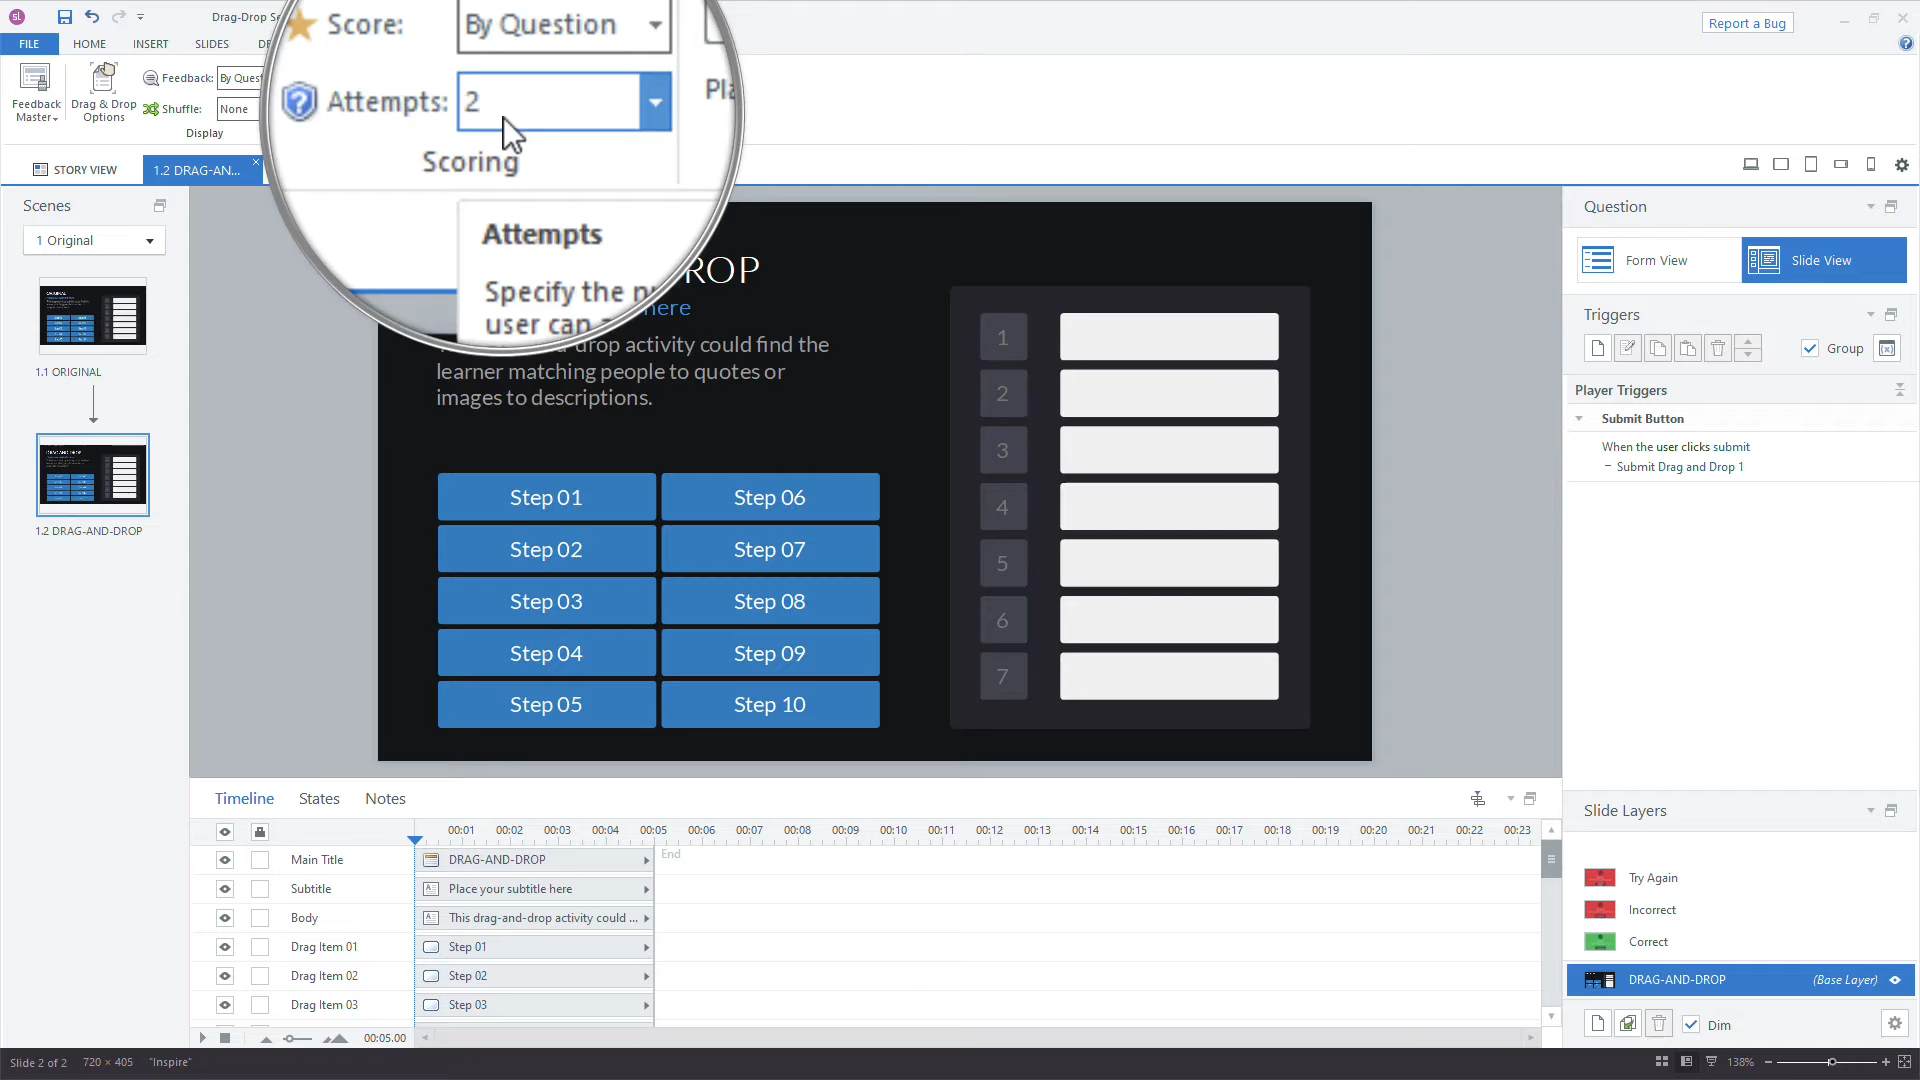 sl
Drag-Drop Se
Report a Bug
FILE
HOME
INSERT
SLIDES
Feedback
Master
Drag & Drop
Options
Feedback:
By Quest
Shuffle:
None
Display
Score:
By Question
Attempts:
2
Scoring
Attempts
Specify the
user can
STORY VIEW
1.2 DRAG-AN...
Scenes
1 Original
1.1 ORIGINAL
1.2 DRAG-AND-DROP
ROP
here
drop activity could find the
learner matching people to quotes or
images to descriptions.
Step 01
Step 06
Step 02
Step 07
Step 03
Step 08
Step 04
Step 09
Step 05
Step 10
1
2
3
4
5
6
7
Question
Form View
Slide View
Triggers
Group
(x)
Player Triggers
Submit Button
When the user clicks submit
Submit Drag and Drop 1
Timeline
States
Notes
00:01 00:02 00:03 00:04 00:05 00:06 00:07 00:08 00:09 00:10 00:11 00:12 00:13 00:14 00:15 00:16 00:17 00:18 00:19 00:20 00:21 00:22 00:23
Main Title
DRAG-AND-DROP
End
Subtitle
Place your subtitle here
Body
This drag-and-drop activity could ...
Drag Item 01
Step 01
Drag Item 02
Step 02
Drag Item 03
Step 03
00:05.00
Slide Layers
Try Again
Incorrect
Correct
DRAG-AND-DROP
(Base Layer)
Dim
Slide 2 of 2
720 × 405
"Inspire"
138%